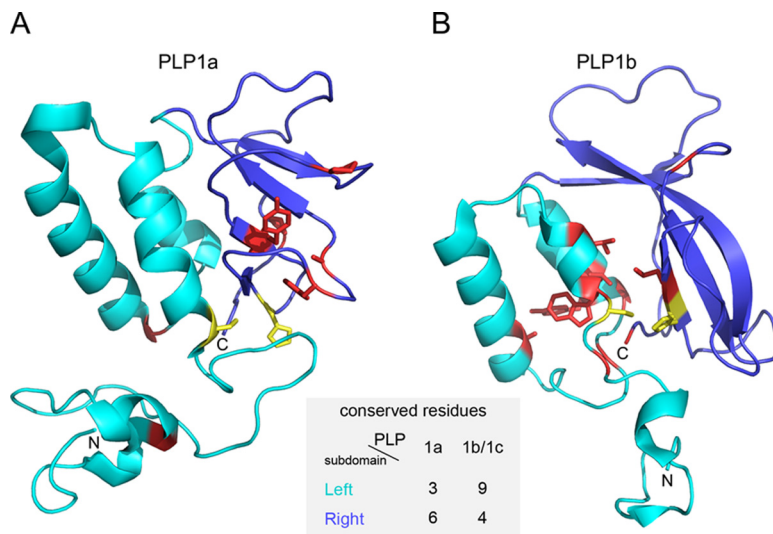 A
B
PLP1a
PLP1b
C
C
N
N
conserved residues
PLP
subdomain
1a 1b/1c
Left 3 9
Right 6 4